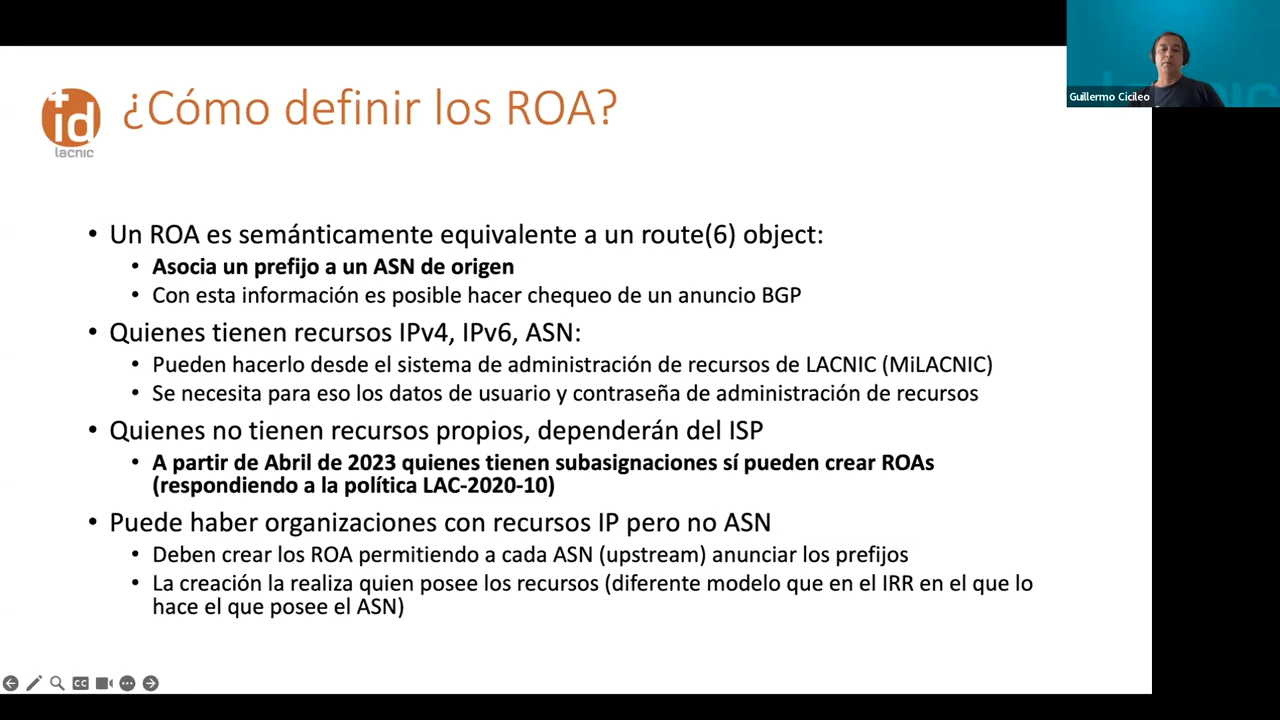 Guillermo Cicileo
id
lacnic
¿Cómo definir los ROA?
• Un ROA es semánticamente equivalente a un route(6) object:
• Asocia un prefijo a un ASN de origen
• Con esta información es posible hacer chequeo de un anuncio BGP
• Quienes tienen recursos IPv4, IPv6, ASN:
• Pueden hacerlo desde el sistema de administración de recursos de LACNIC (MiLACNIC)
• Se necesita para eso los datos de usuario y contraseña de administración de recursos
• Quienes no tienen recursos propios, dependerán del ISP
• A partir de Abril de 2023 quienes tienen subasignaciones sí pueden crear ROAs
(respondiendo a la política LAC-2020-10)
• Puede haber organizaciones con recursos IP pero no ASN
• Deben crear los ROA permitiendo a cada ASN (upstream) anunciar los prefijos
• La creación la realiza quien posee los recursos (diferente modelo que en el IRR en el que lo
hace el que posee el ASN)
CC